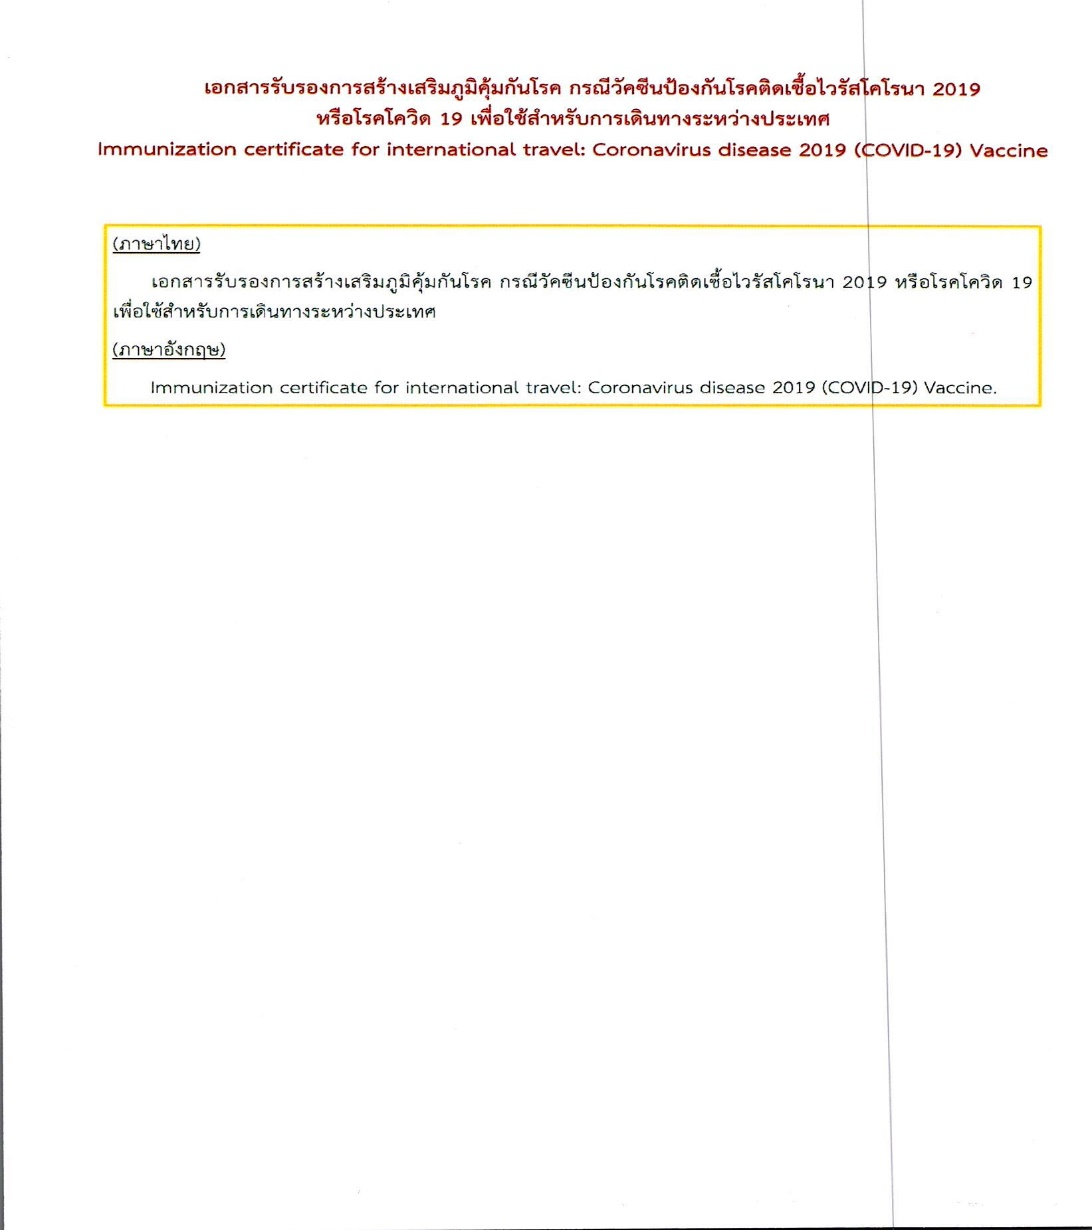 เอกสารรับรองการสร้างเสริมภูมิคุ้มกันโรค กรณีวัคซีนป้องกันโรคติดเชื้อไวรัสโคโรนา 2019
หรือโรคโควิด 19 เพื่อใช้สำหรับการเดินทางระหว่างประเทศ
Immunization certificate for international travel: Coronavirus disease 2019 (COVID-19) Vaccine
(ภาษาไทย)
เอกสารรับรองการสร้างเสริมภูมิคุ้มกันโรค กรณีวัคซีนป้องกันโรคติดเชื้อไวรัสโคโรนา 2019 หรือโรคโควิด 19
เพื่อใช้สำหรับการเดินทางระหว่างประเทศ
(ภาษาอังกฤษ)
Immunization certificate for international travel: Coronavirus disease 2019 (COVID-19) Vaccine.